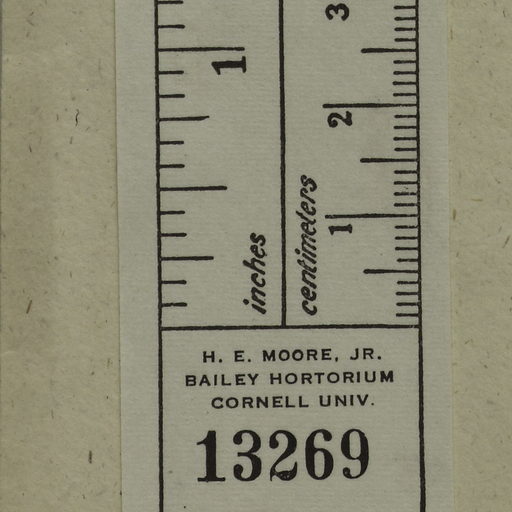 3
1
2
1
inches
centimeters
H. E. MOORE, JR.
BAILEY HORTORIUM
CORNELL UNIV.
13269